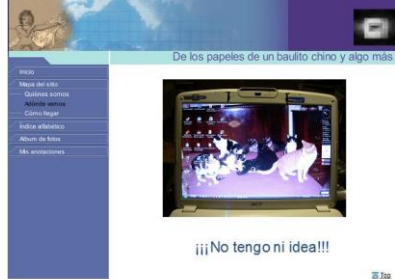 De los papeles de un baulito chino y algo más
Inicio
Mapa del sitio
Quiénes somos
Adónde vamos
Cómo llegar
Índice alfabético
Álbum de fotos
Mis anotaciones
acer
¡¡¡No tengo ni idea!!!